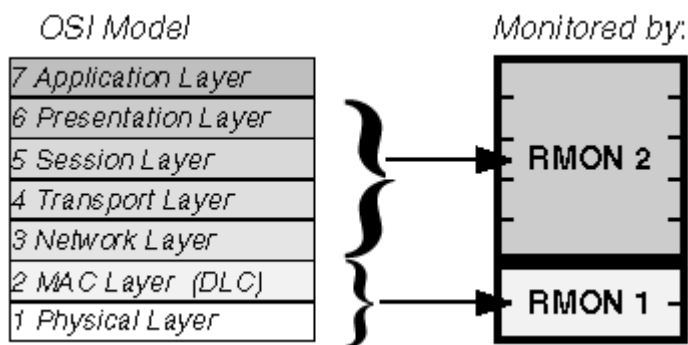 OSI Model
7 Application Layer
6 Presentation Layer
5 Session Layer
4 Transport Layer
3 Network Layer
2 MAC Layer (DLC)
1 Physical Layer
Monitored by:
RMON 2
RMON 1